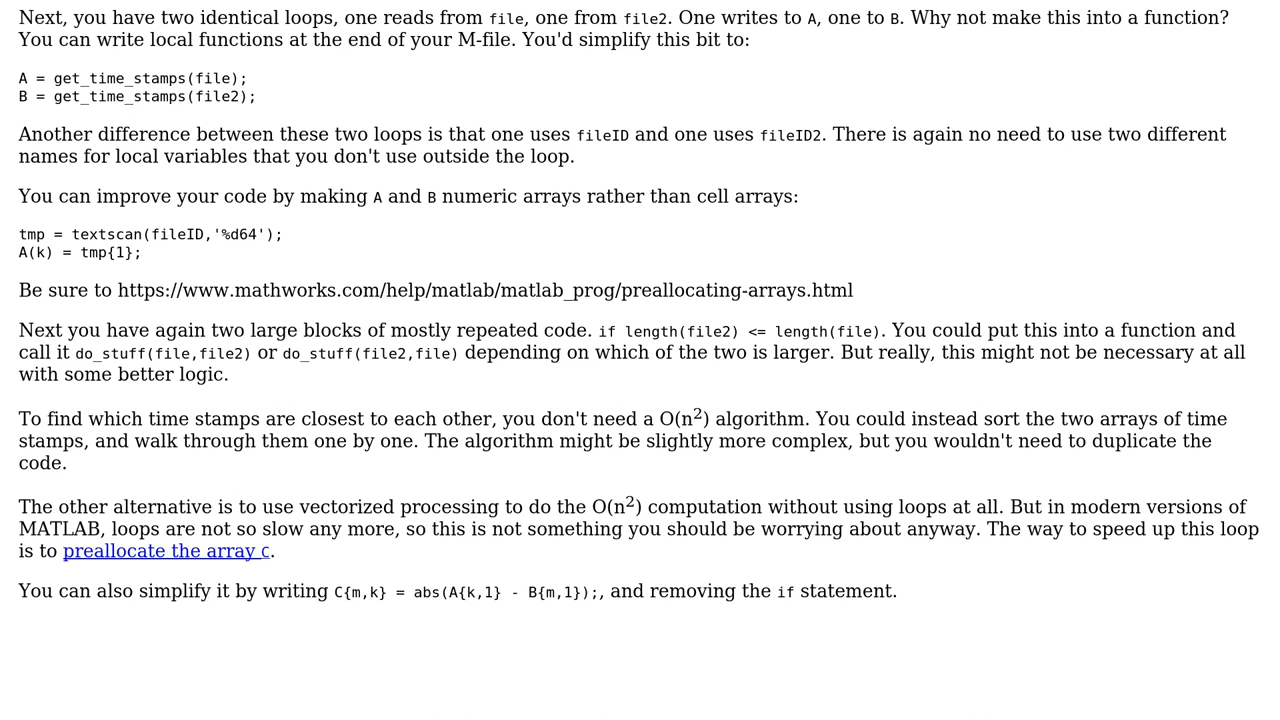 Next, you have two identical loops, one reads from file, one from file2. One writes to A, one to B. Why not make this into a function?
You can write local functions at the end of your M-file. You'd simplify this bit to:
A = get_time_stamps(file);
B = get_time_stamps(file2);
Another difference between these two loops is that one uses fileID and one uses fileID2. There is again no need to use two different
names for local variables that you don't use outside the loop.
You can improve your code by making A and B numeric arrays rather than cell arrays:
tmp = textscan(fileID,'%d64');
A(k) = tmp{1};
Be sure to https://www.mathworks.com/help/matlab/matlab_prog/preallocating-arrays.html
Next you have again two large blocks of mostly repeated code. if length(file2) <= length(file). You could put this into a function and
call it do_stuff(file,file2) or do_stuff(file2,file) depending on which of the two is larger. But really, this might not be necessary at all
with some better logic.
To find which time stamps are closest to each other, you don't need a O(n2) algorithm. You could instead sort the two arrays of time
stamps, and walk through them one by one. The algorithm might be slightly more complex, but you wouldn't need to duplicate the
code.
The other alternative is to use vectorized processing to do the O(n2) computation without using loops at all. But in modern versions of
MATLAB, loops are not so slow any more, so this is not something you should be worrying about anyway. The way to speed up this loop
is to preallocate the array C.
You can also simplify it by writing C{m,k} = abs(A{k,1} - B{m,1});, and removing the if statement.